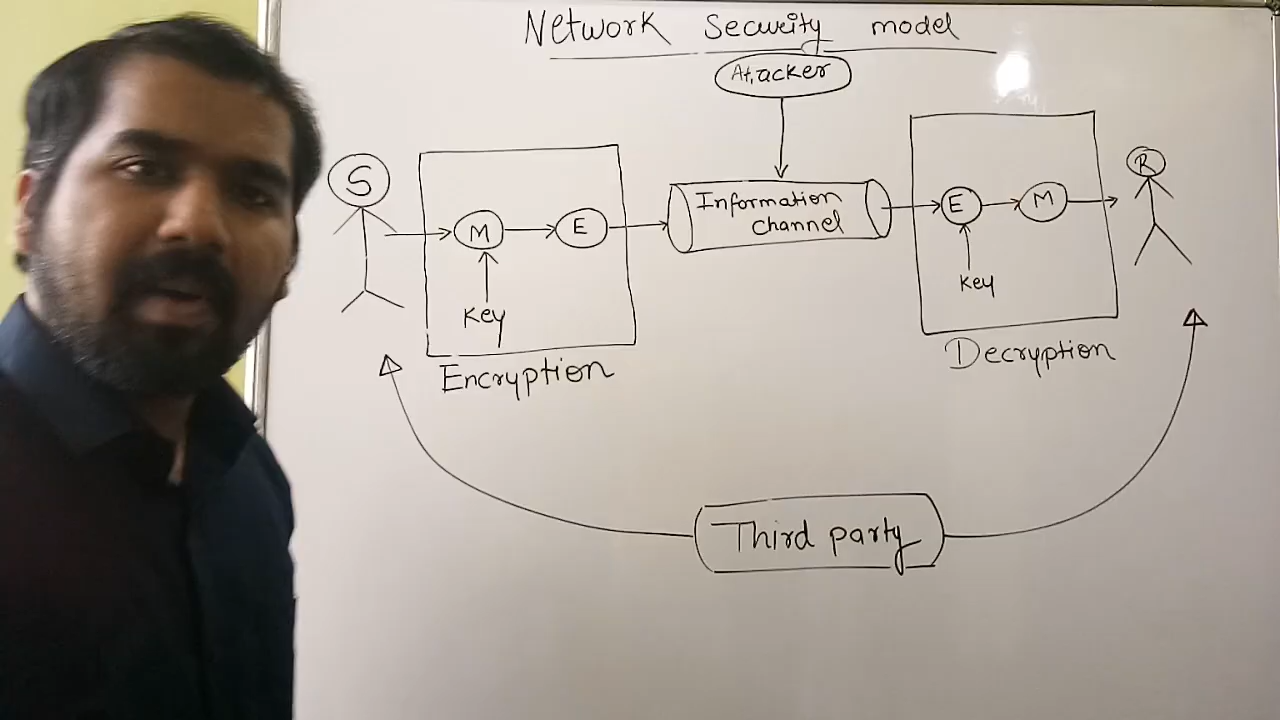 Network Security model
Attacker
S
M
E
Key
Encryption
Information
channel
E
M
Key
Decryption
R
Third party